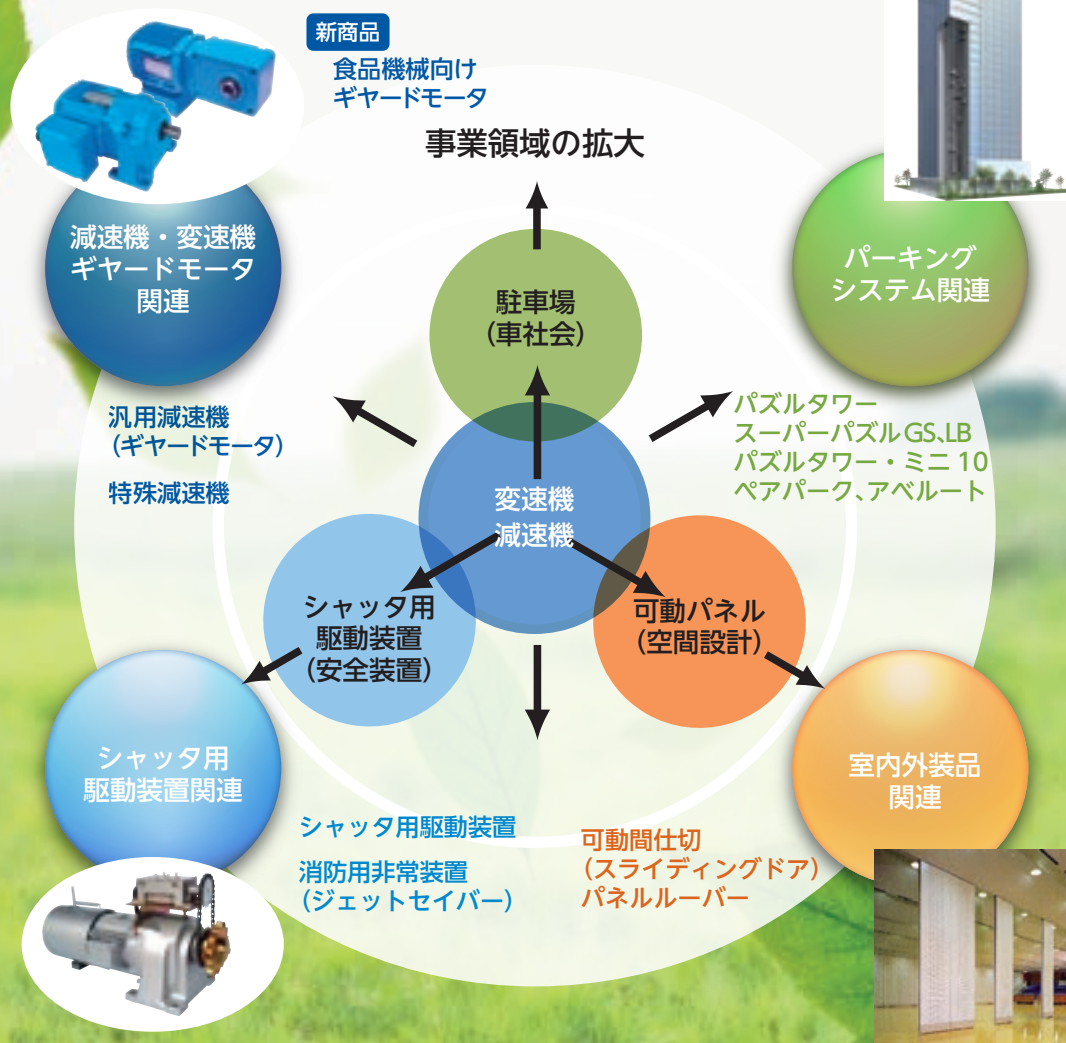 新商品
食品機械向け
ギヤードモータ
事業領域の拡大
減速機・変速機
ギヤードモータ
関連
汎用減速機
(ギヤードモータ)
特殊減速機
駐車場
(車社会)
パーキング
システム関連
パズルタワー
スーパーパズルGS、LB
パズルタワー・ミニ10
ペアパーク、アベルート
変速機
減速機
シャッタ用
駆動装置
(安全装置)
可動パネル
(空間設計)
シャッタ用
駆動装置関連
シャッタ用駆動装置
消防用非常装置
(ジェットセイバー)
室内外装品
関連
可動間仕切
(スライディングドア)
パネルルーバー